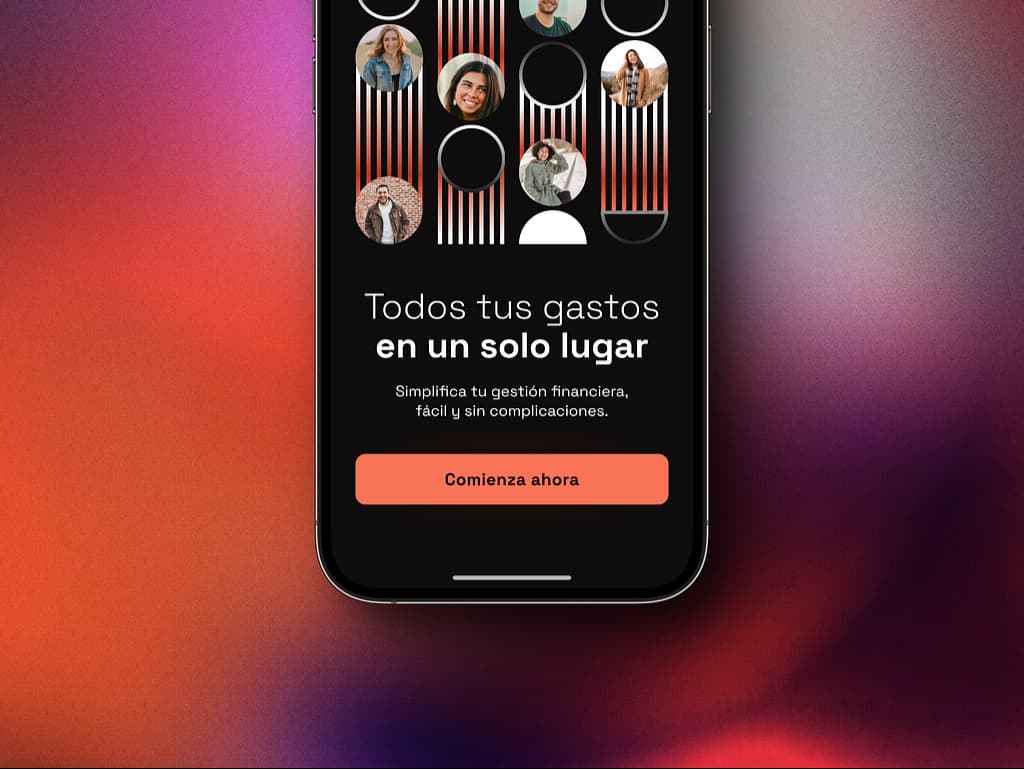 Todos tus gastos
en un solo lugar
Simplifica tu gestión financiera,
fácil y sin complicaciones.
Comienza ahora